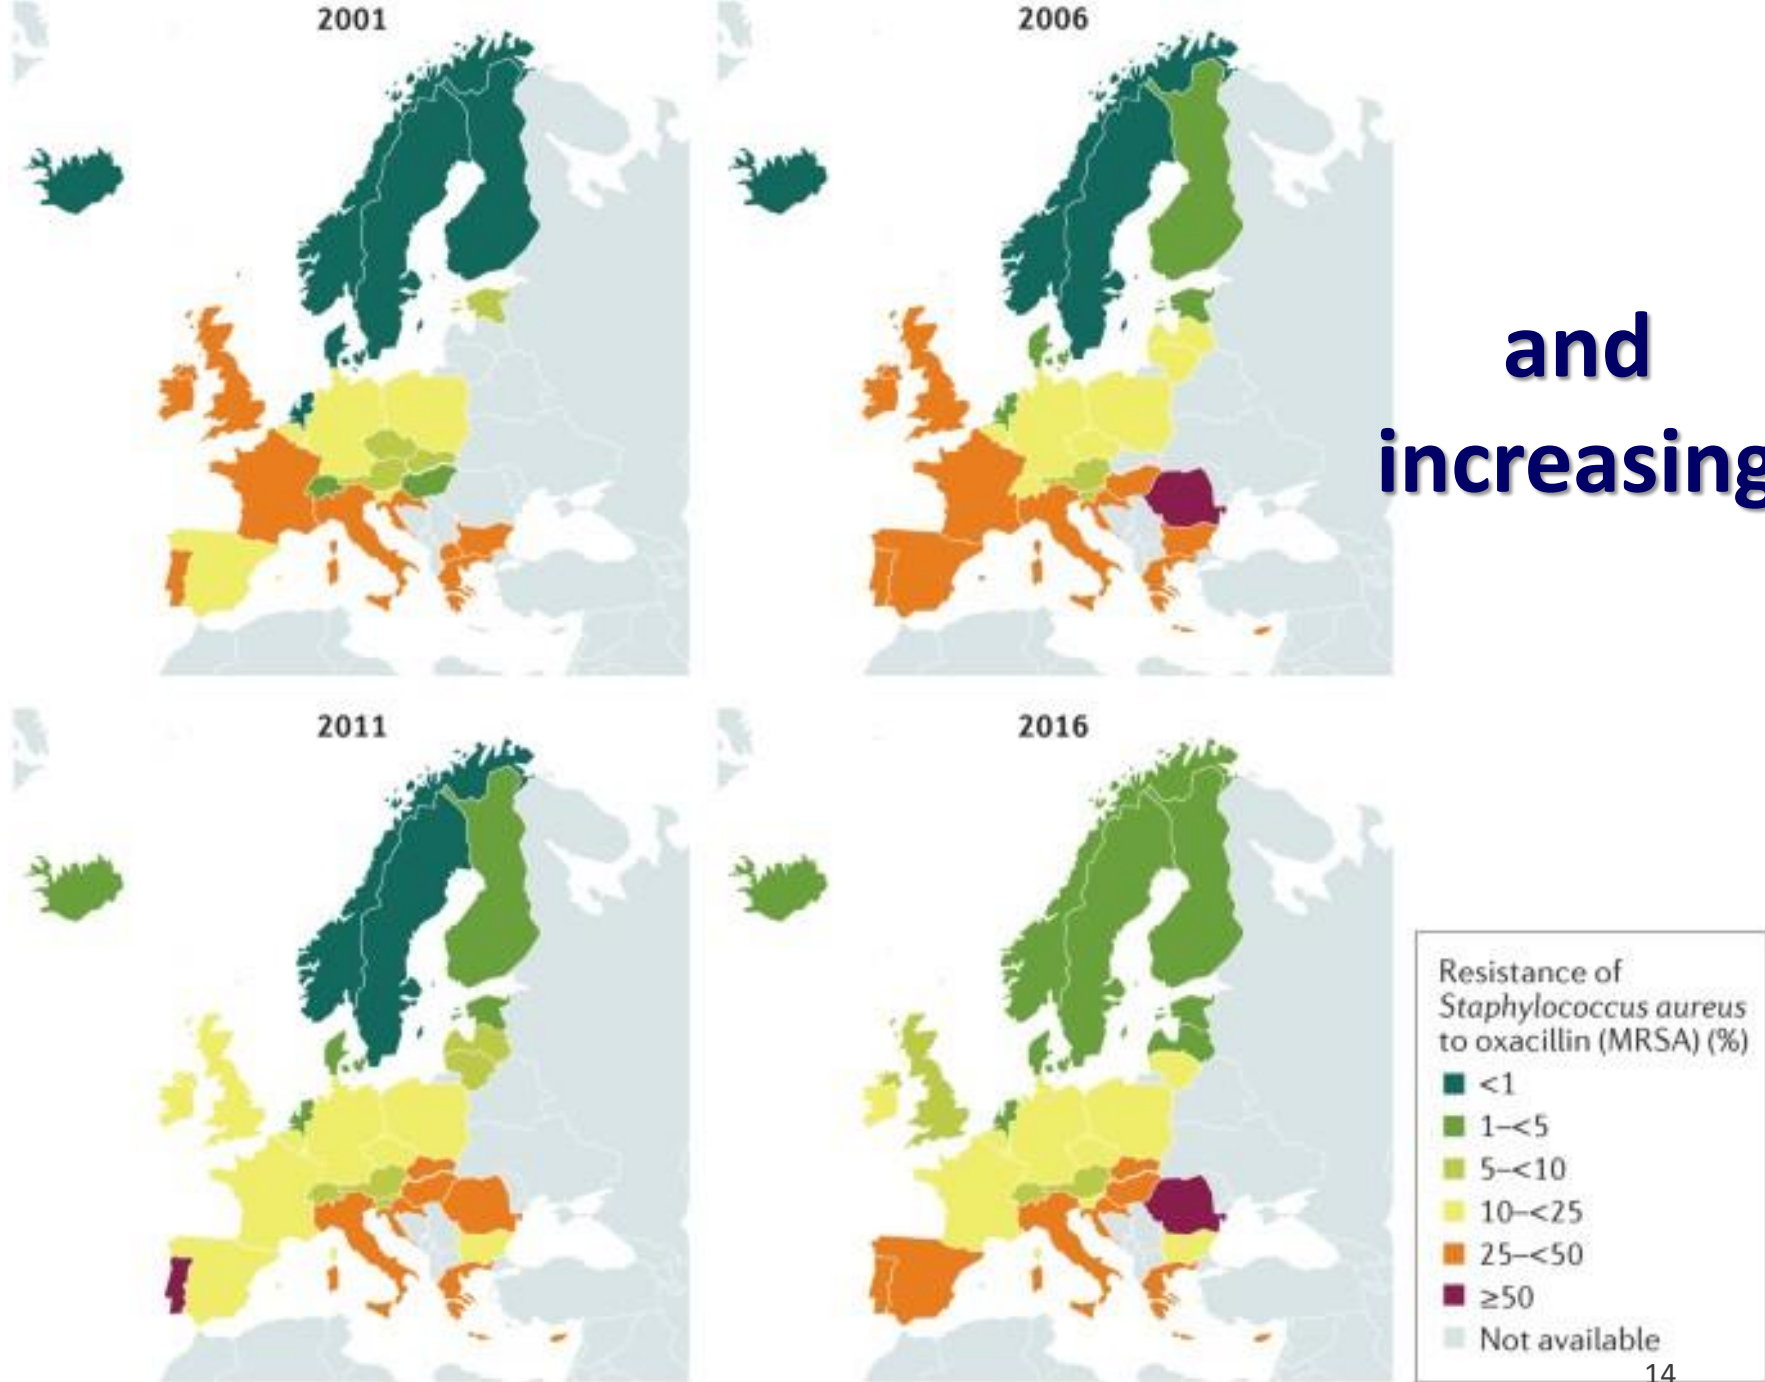 2001
2006
and
increasing
2011
2016
Resistance of
Staphylococcus aureus
to oxacillin (MRSA) (%)
<1
1–<5
5–<10
10–<25
25–<50
≥50
Not available
14